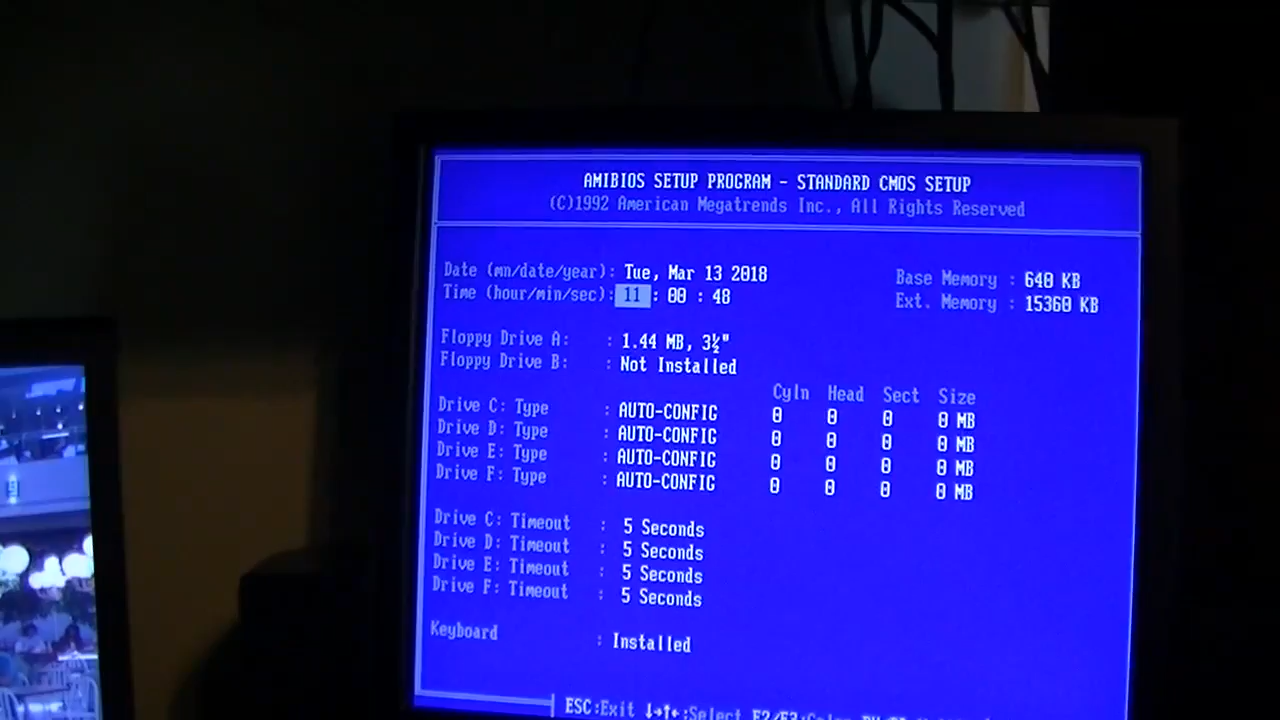 AMIBIOS SETUP PROGRAM - STANDARD CMOS SETUP
(C)1992 American Megatrends Inc., All Rights Reserved
Date (mn/date/year): Tue, Mar 13 2018 Base Memory : 640 KB
Time (hour/min/sec): 11 : 00 : 48 Ext. Memory : 15360 KB
Floppy Drive A: : 1.44 MB, 3½"
Floppy Drive B: : Not Installed
Cyln Head Sect Size
Drive C: Type : AUTO-CONFIG 0 0 0 0 MB
Drive D: Type : AUTO-CONFIG 0 0 0 0 MB
Drive E: Type : AUTO-CONFIG 0 0 0 0 MB
Drive F: Type : AUTO-CONFIG 0 0 0 0 MB
Drive C: Timeout : 5 Seconds
Drive D: Timeout : 5 Seconds
Drive E: Timeout : 5 Seconds
Drive F: Timeout : 5 Seconds
Keyboard : Installed
ESC:Exit ↓→↑←:Select F2/F3:Color